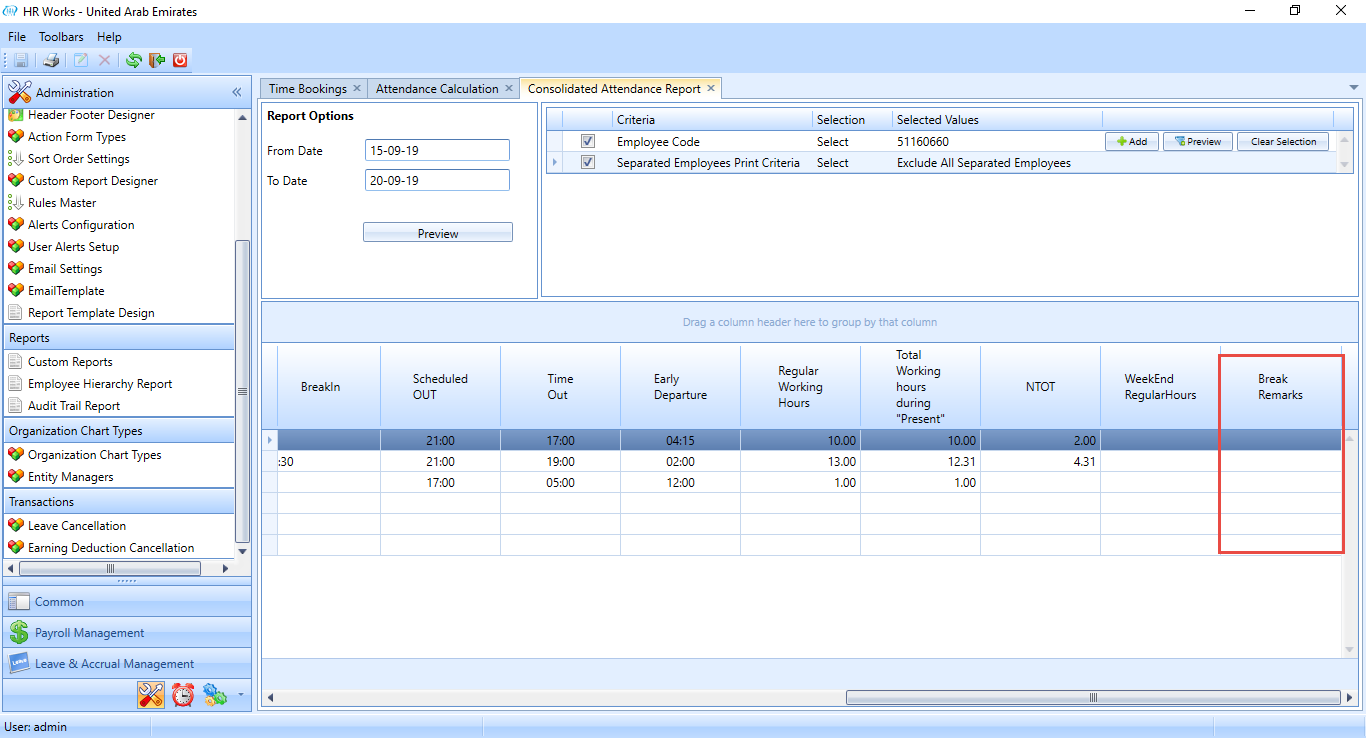 HR Works - United Arab Emirates
File Toolbars Help
Administration
Header Footer Designer
Action Form Types
Sort Order Settings
Custom Report Designer
Rules Master
Alerts Configuration
User Alerts Setup
Email Settings
EmailTemplate
Report Template Design
Reports
Custom Reports
Employee Hierarchy Report
Audit Trail Report
Organization Chart Types
Organization Chart Types
Entity Managers
Transactions
Leave Cancellation
Earning Deduction Cancellation
Common
Payroll Management
Leave & Accrual Management
Time Bookings Attendance Calculation Consolidated Attendance Report
Report Options
From Date 15-09-19
To Date 20-09-19
Preview
Criteria Selection Selected Values
Employee Code Select 51160660 Add Preview Clear Selection
Separated Employees Print Criteria Select Exclude All Separated Employees
Drag a column header here to group by that column
BreakIn
Scheduled
OUT
Time
Out
Early
Departure
Regular
Working
Hours
Total
Working
hours
during
"Present"
NTOT
WeekEnd
RegularHours
Break
Remarks
21:00 17:00 04:15 10.00 10.00 2.00
:30 21:00 19:00 02:00 13.00 12.31 4.31
17:00 05:00 12:00 1.00 1.00
User: admin